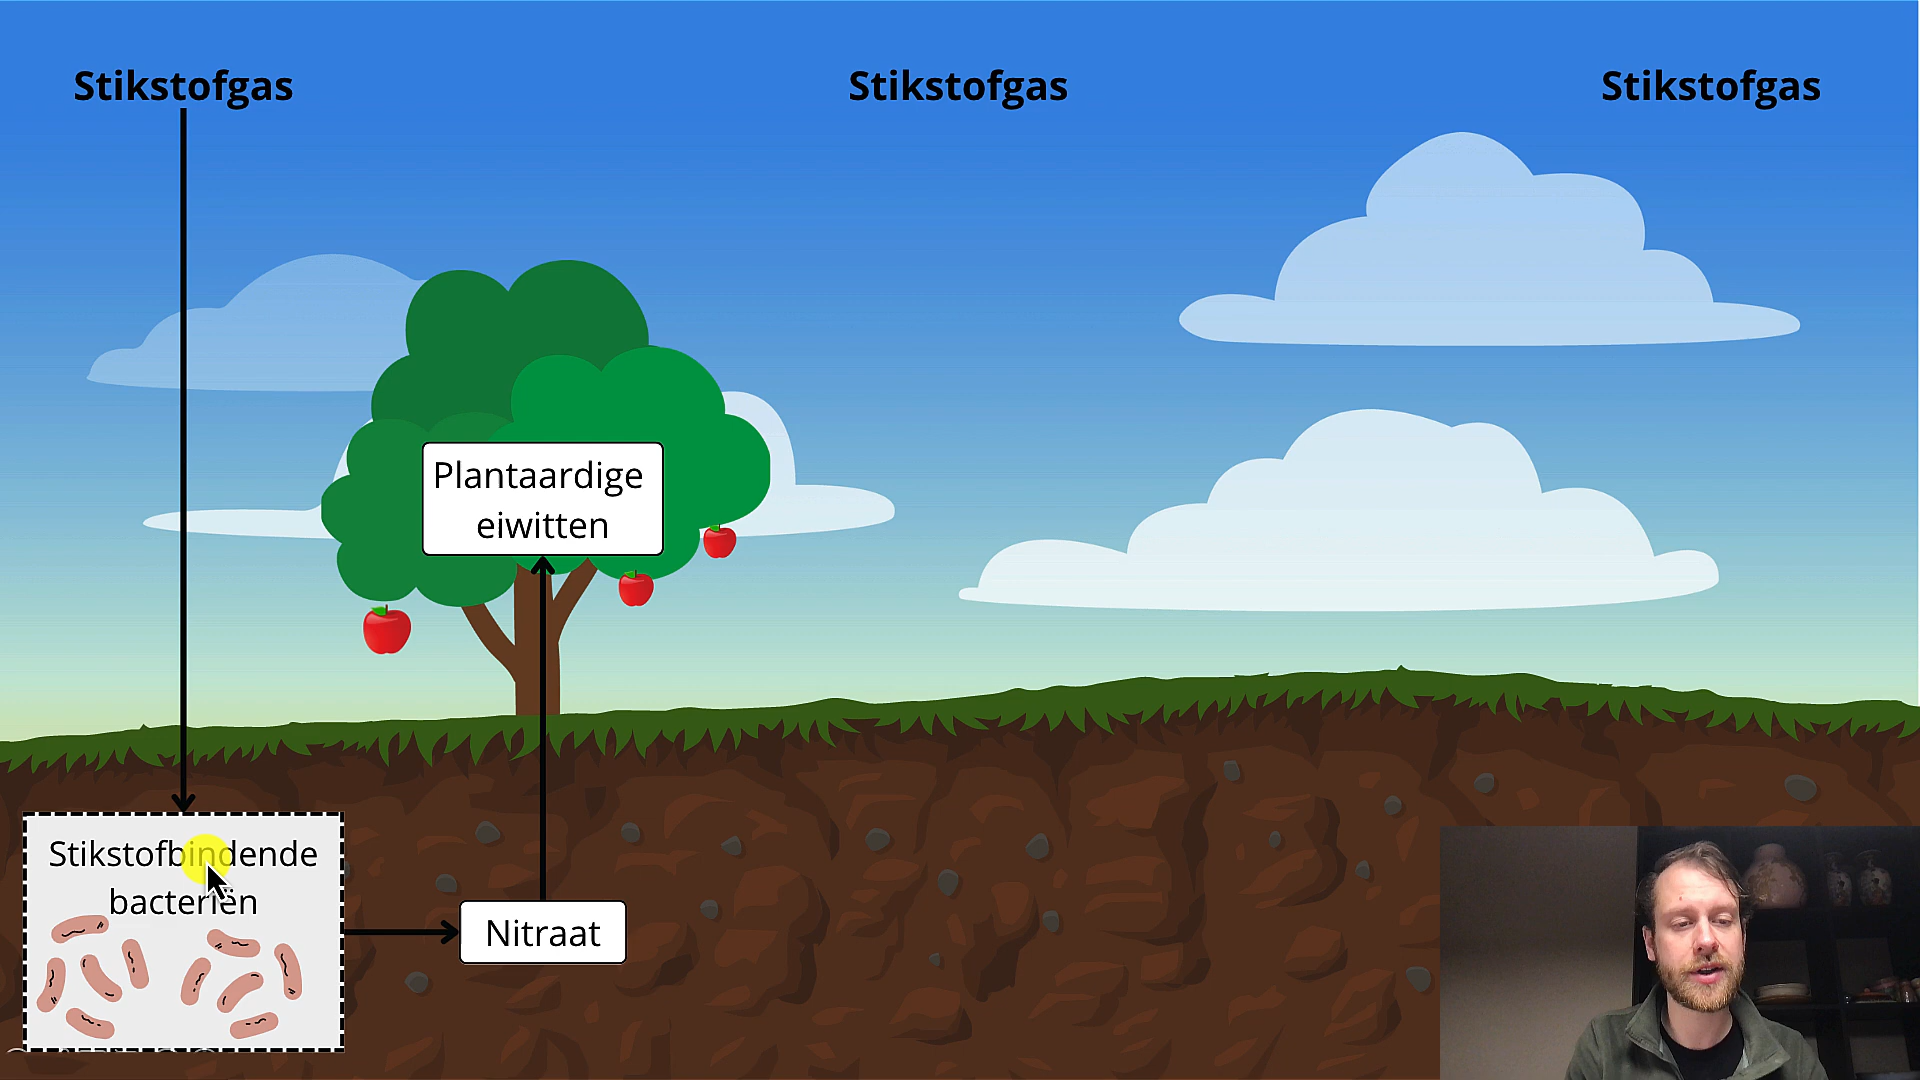 Stikstofgas
Stikstofgas
Stikstofgas
Plantaardige
eiwitten
Stikstofbindende
bacteriën
Nitraat